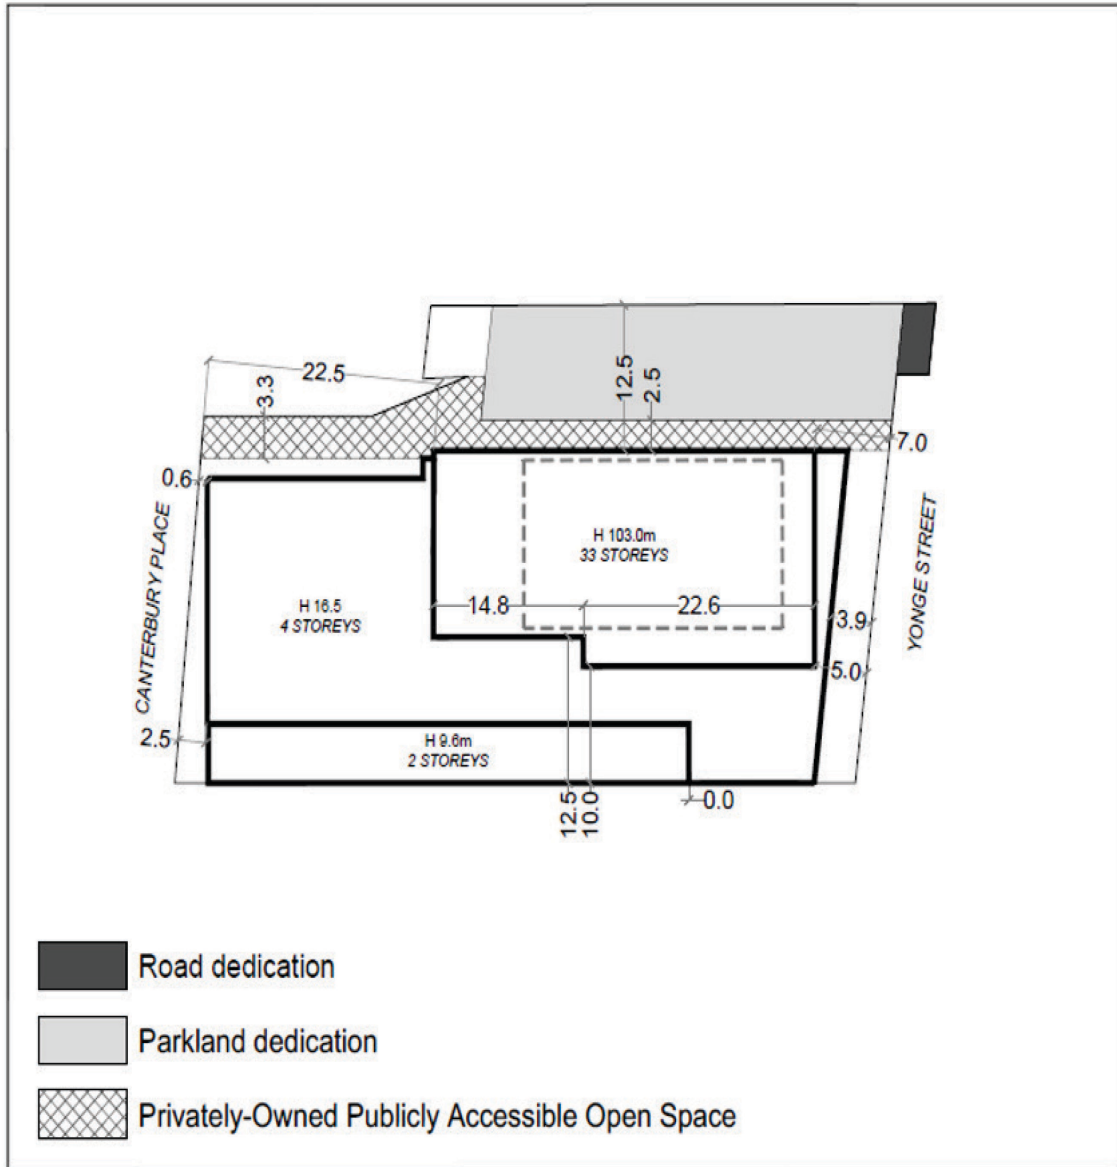 22.5
3.3
12.5
2.5
7.0
0.6
CANTERBURY PLACE
H 103.0m
33 STOREYS
YONGE STREET
H 16.5
4 STOREYS
14.8
22.6
3.9
5.0
2.5
H 9.6m
2 STOREYS
12.5
10.0
0.0
Road dedication
Parkland dedication
Privately-Owned Publicly Accessible Open Space